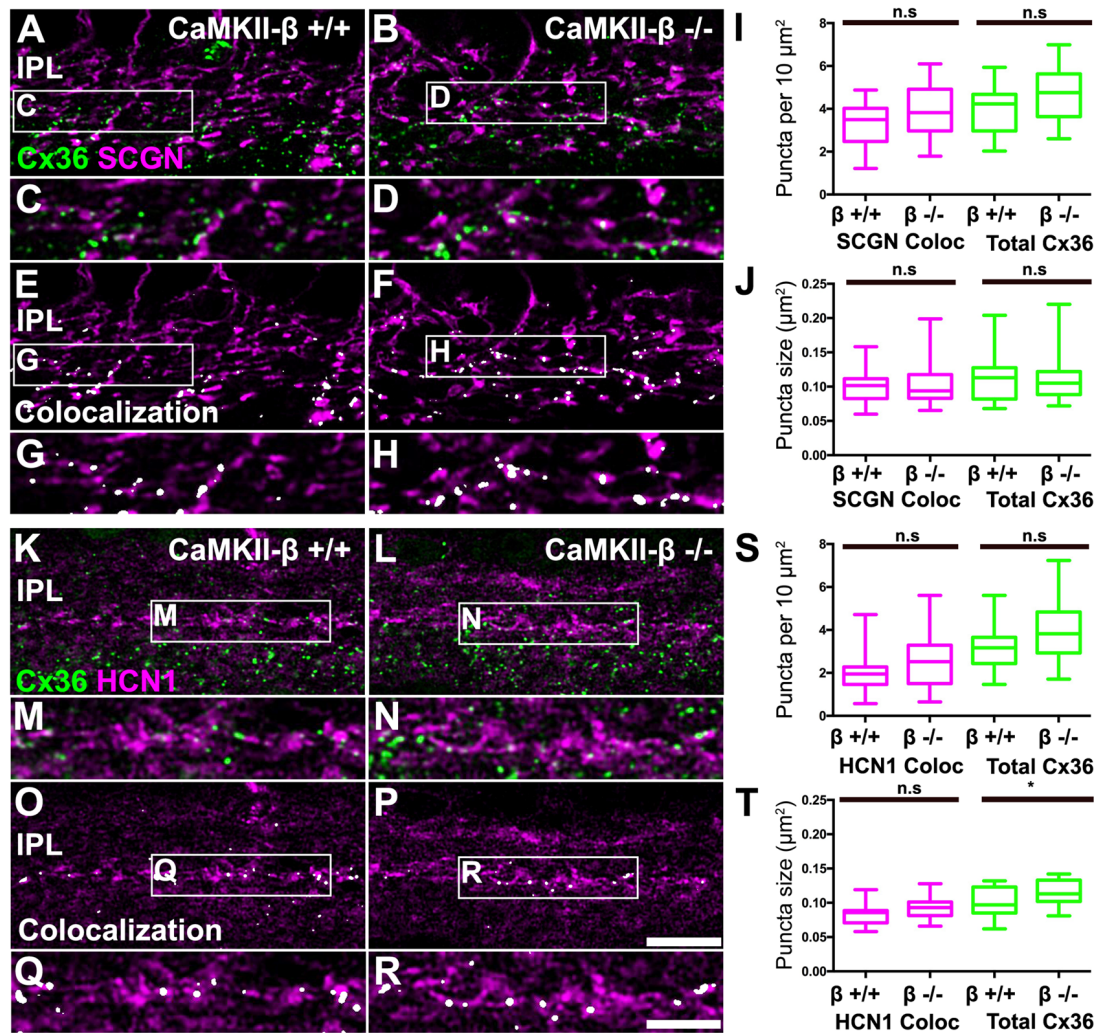 A CaMKII-β +/+
IPL
C
Cx36 SCGN
B CaMKII-β -/-
D
C
D
E
IPL
G
Colocalization
F
H
G
H
I
n.s n.s
Puncta per 10 µm²
8
6
4
2
0
β +/+ β -/- β +/+ β -/-
SCGN Coloc Total Cx36
J
n.s n.s
Puncta size (µm²)
0.25
0.20
0.15
0.10
0.05
0.00
β +/+ β -/- β +/+ β -/-
SCGN Coloc Total Cx36
K CaMKII-β +/+
IPL
M
Cx36 HCN1
L CaMKII-β -/-
N
M
N
O
IPL
Q
Colocalization
P
R
Q
R
S
n.s n.s
Puncta per 10 µm²
8
6
4
2
0
β +/+ β -/- β +/+ β -/-
HCN1 Coloc Total Cx36
T
n.s *
Puncta size (µm²)
0.25
0.20
0.15
0.10
0.05
0.00
β +/+ β -/- β +/+ β -/-
HCN1 Coloc Total Cx36